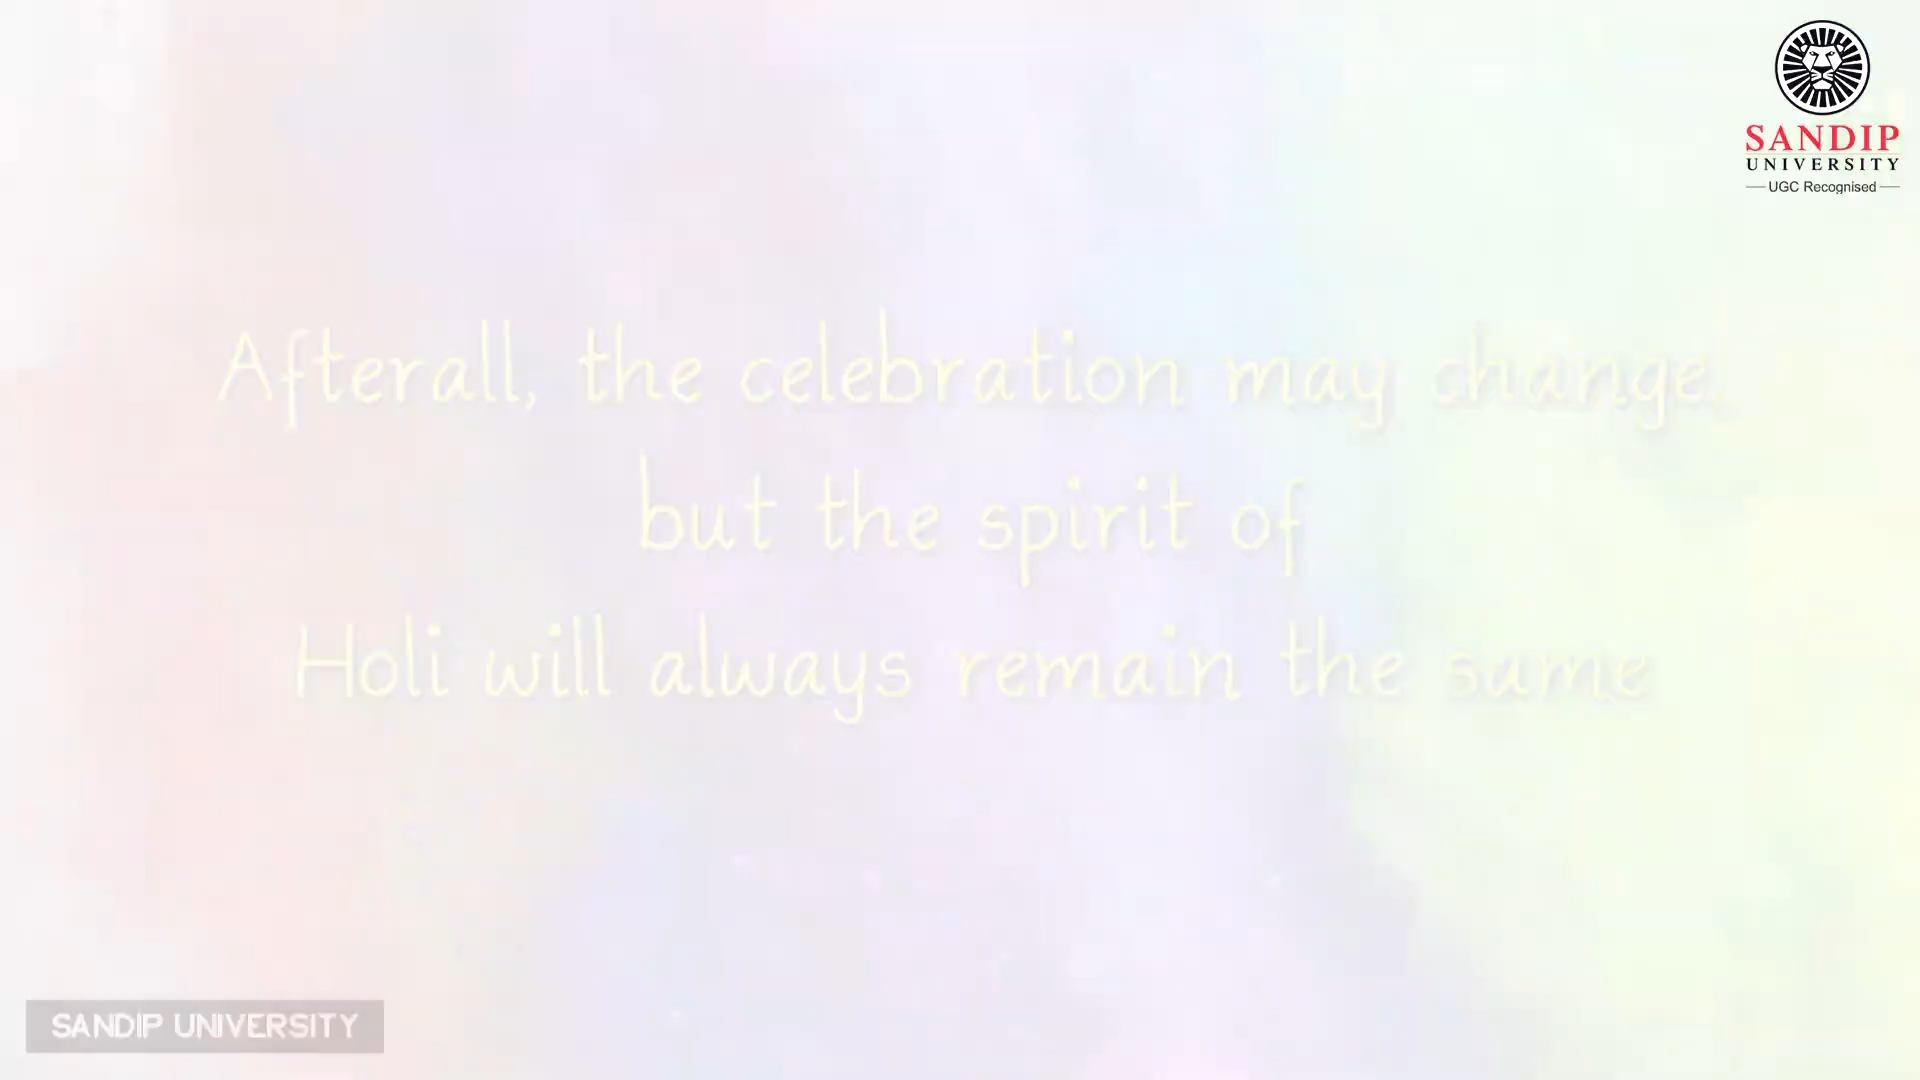 SANDIP
UNIVERSITY
UGC Recognised
Afterall, the celebration may change,
but the spirit of
Holi will always remain the same
SANDIP UNIVERSITY